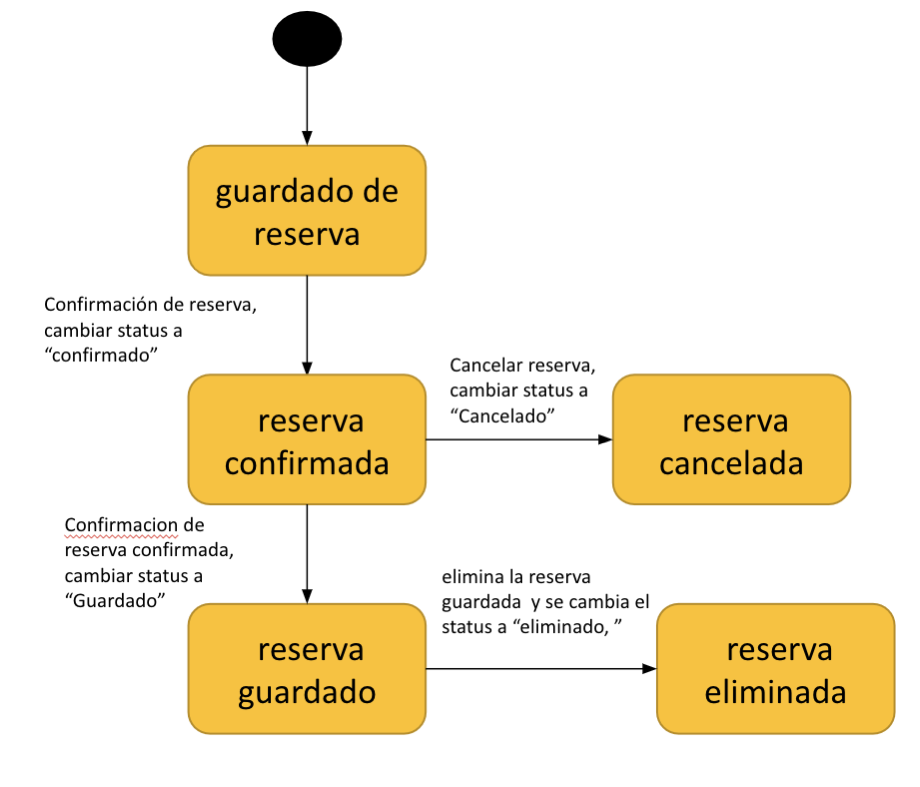 guardado de
reserva
Confirmación de reserva,
cambiar status a
“confirmado”
Cancelar reserva,
cambiar status a
“Cancelado”
reserva
confirmada
reserva
cancelada
Confirmacion de
reserva confirmada,
cambiar status a
“Guardado”
elimina la reserva
guardada  y se cambia el
status a “eliminado, ”
reserva
guardado
reserva
eliminada